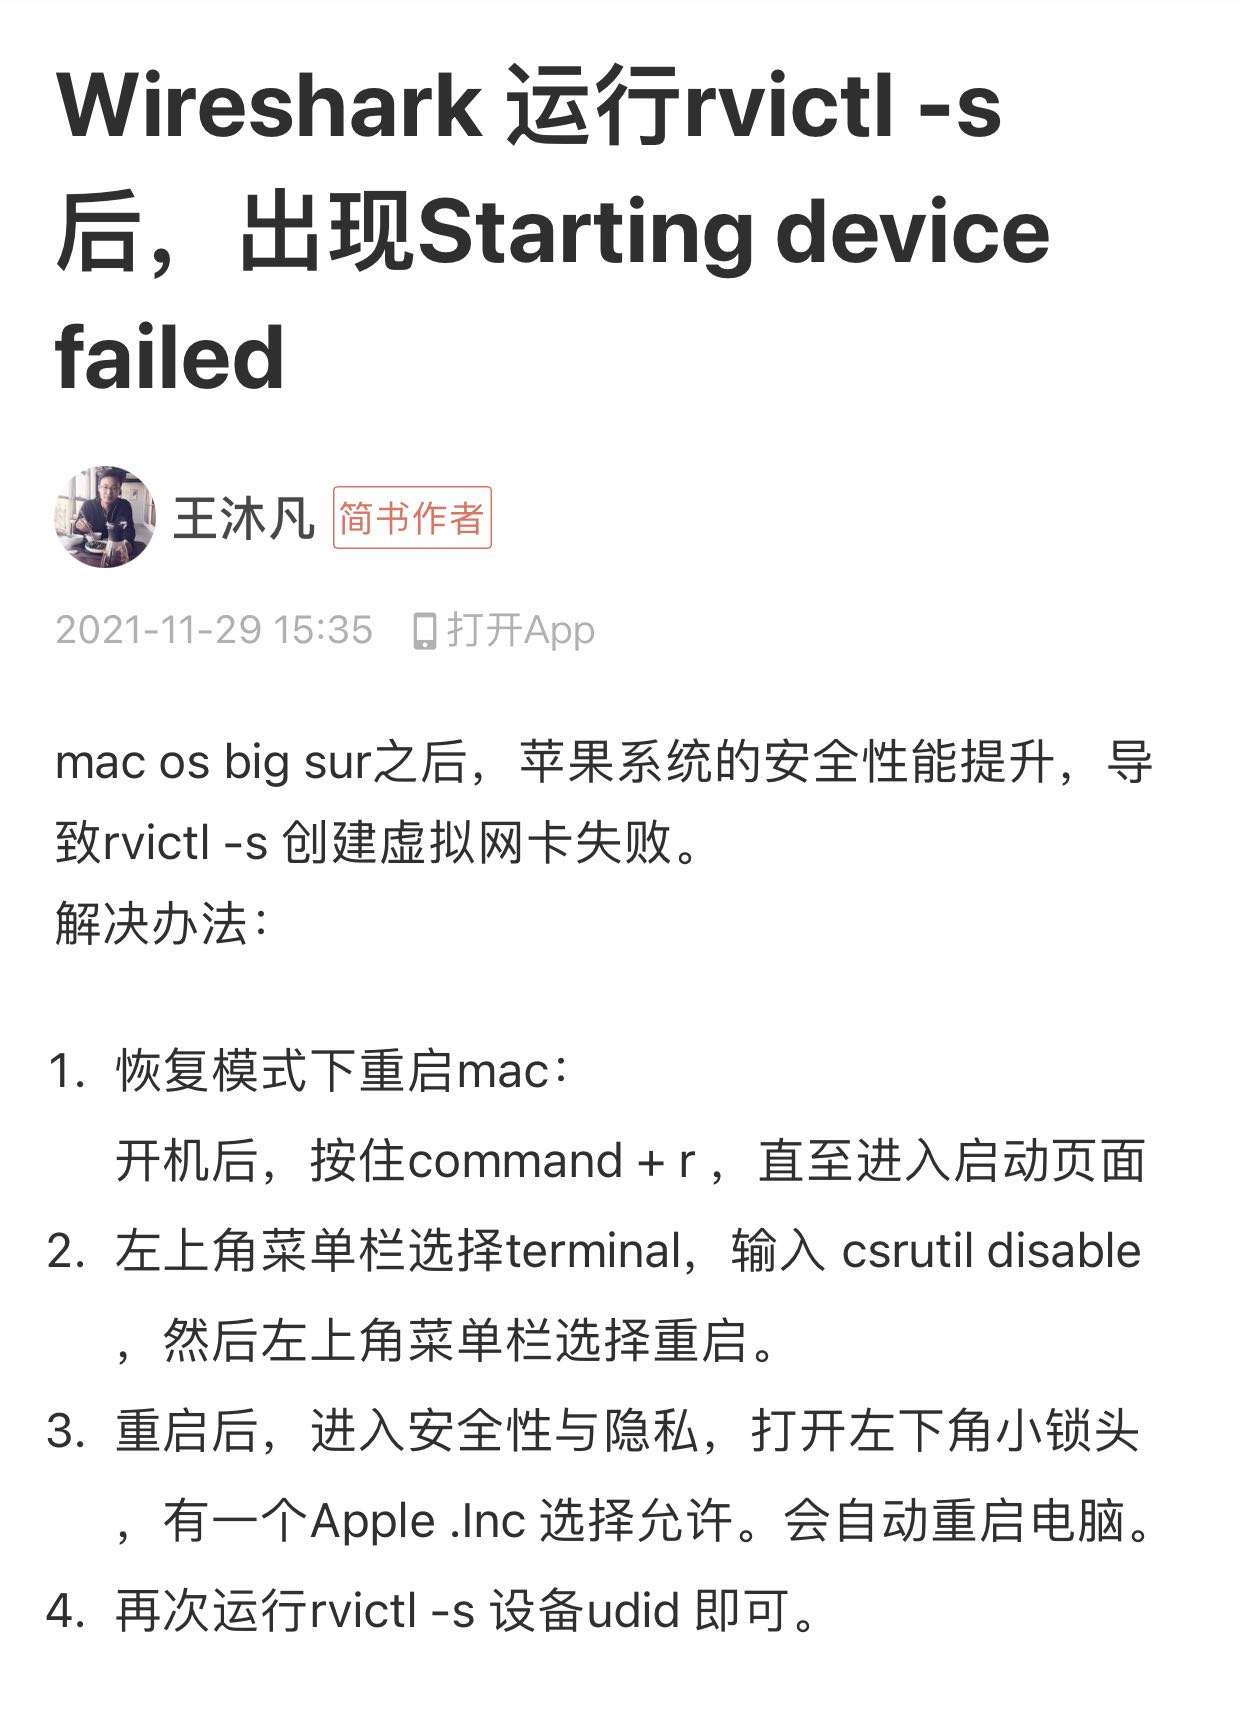 Wireshark 运行rvictl -s
后，出现Starting device
failed
王沐凡 简书作者
2021-11-29 15:35 打开App
mac os big sur之后，苹果系统的安全性能提升，导
致rvictl -s 创建虚拟网卡失败。
解决办法：
1. 恢复模式下重启mac：
开机后，按住command + r ，直至进入启动页面
2. 左上角菜单栏选择terminal，输入 csrutil disable
，然后左上角菜单栏选择重启。
3. 重启后，进入安全性与隐私，打开左下角小锁头
，有一个Apple .Inc 选择允许。会自动重启电脑。
4. 再次运行rvictl -s 设备udid 即可。